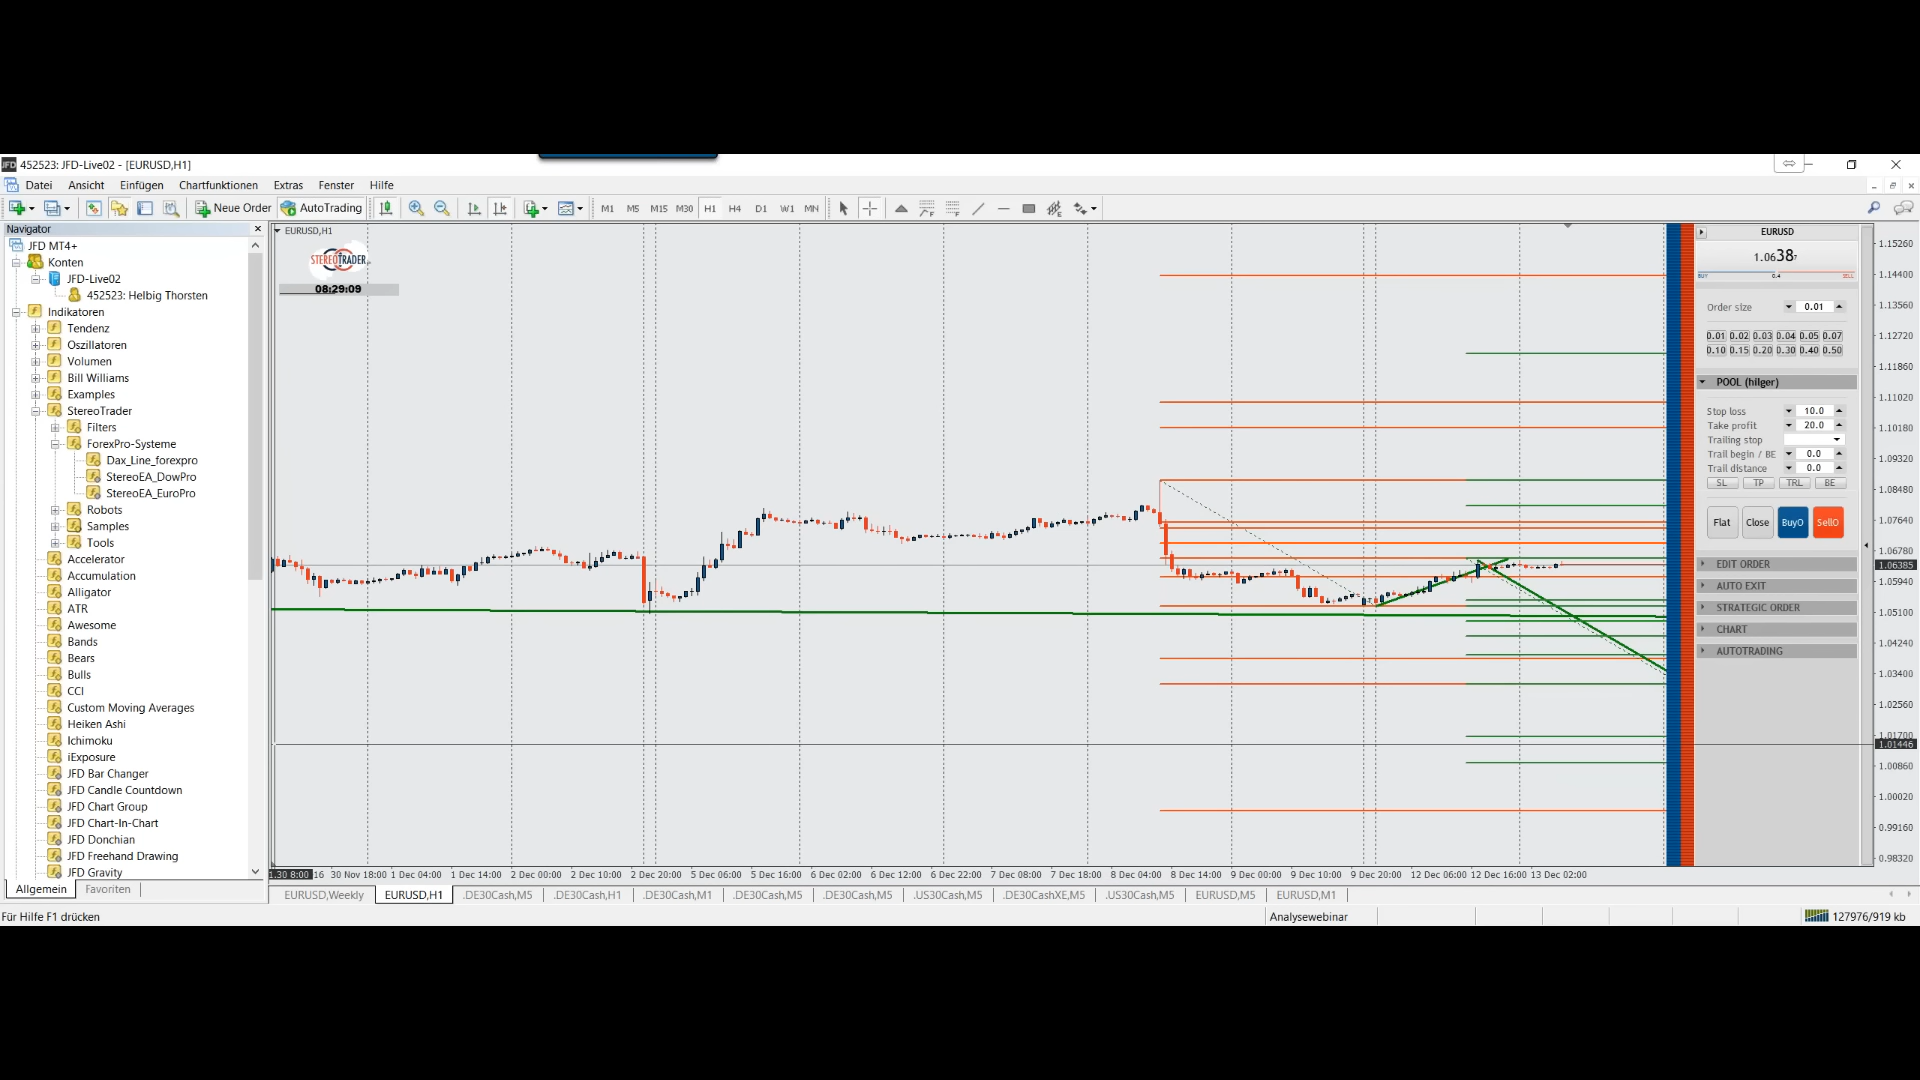 452523: JFD-Live02 - [EURUSD,H1]
Datei Ansicht Einfügen Chartfunktionen Extras Fenster Hilfe
Neue Order AutoTrading M1 M5 M15 M30 H1 H4 D1 W1 MN
Navigator
JFD MT4+
Konten
JFD-Live02
452523: Helbig Thorsten
Indikatoren
Tendenz
Oszillatoren
Volumen
Bill Williams
Examples
StereoTrader
Filters
ForexPro-Systeme
Dax_Line_forexpro
StereoEA_DowPro
StereoEA_EuroPro
Robots
Samples
Tools
Accelerator
Accumulation
Alligator
ATR
Awesome
Bands
Bears
Bulls
CCI
Custom Moving Averages
Heiken Ashi
Ichimoku
iExposure
JFD Bar Changer
JFD Candle Countdown
JFD Chart Group
JFD Chart-In-Chart
JFD Donchian
JFD Freehand Drawing
JFD Gravity
Allgemein Favoriten
EURUSD,H1
STEREOTRADER
08:29:09
EURUSD
1.06387
BUY 0.4 SELL
Order size 0.01
0.01 0.02 0.03 0.04 0.05 0.07
0.10 0.15 0.20 0.30 0.40 0.50
POOL (hilger)
Stop loss 10.0
Take profit 20.0
Trailing stop
Trail begin / BE 0.0
Trail distance 0.0
SL TP TRL BE
Flat Close BuyO SellO
EDIT ORDER
AUTO EXIT
STRATEGIC ORDER
CHART
AUTOTRADING
1.15260
1.14400
1.13560
1.12720
1.11860
1.11020
1.10180
1.09320
1.08480
1.07640
1.06780
1.06385
1.05940
1.05100
1.04240
1.03400
1.02560
1.01700
1.01446
1.00860
1.00020
0.99160
0.98320
1.30 8:00 16 30 Nov 18:00 1 Dec 04:00 1 Dec 14:00 2 Dec 00:00 2 Dec 10:00 2 Dec 20:00 5 Dec 06:00 5 Dec 16:00 6 Dec 02:00 6 Dec 12:00 6 Dec 22:00 7 Dec 08:00 7 Dec 18:00 8 Dec 04:00 8 Dec 14:00 9 Dec 00:00 9 Dec 10:00 9 Dec 20:00 12 Dec 06:00 12 Dec 16:00 13 Dec 02:00
EURUSD,Weekly EURUSD,H1 .DE30Cash,M5 .DE30Cash,H1 .DE30Cash,M1 .DE30Cash,M5 .DE30Cash,M5 .US30Cash,M5 .DE30CashXE,M5 .US30Cash,M5 EURUSD,M5 EURUSD,M1
Für Hilfe F1 drücken Analysewebinar 127976/919 kb